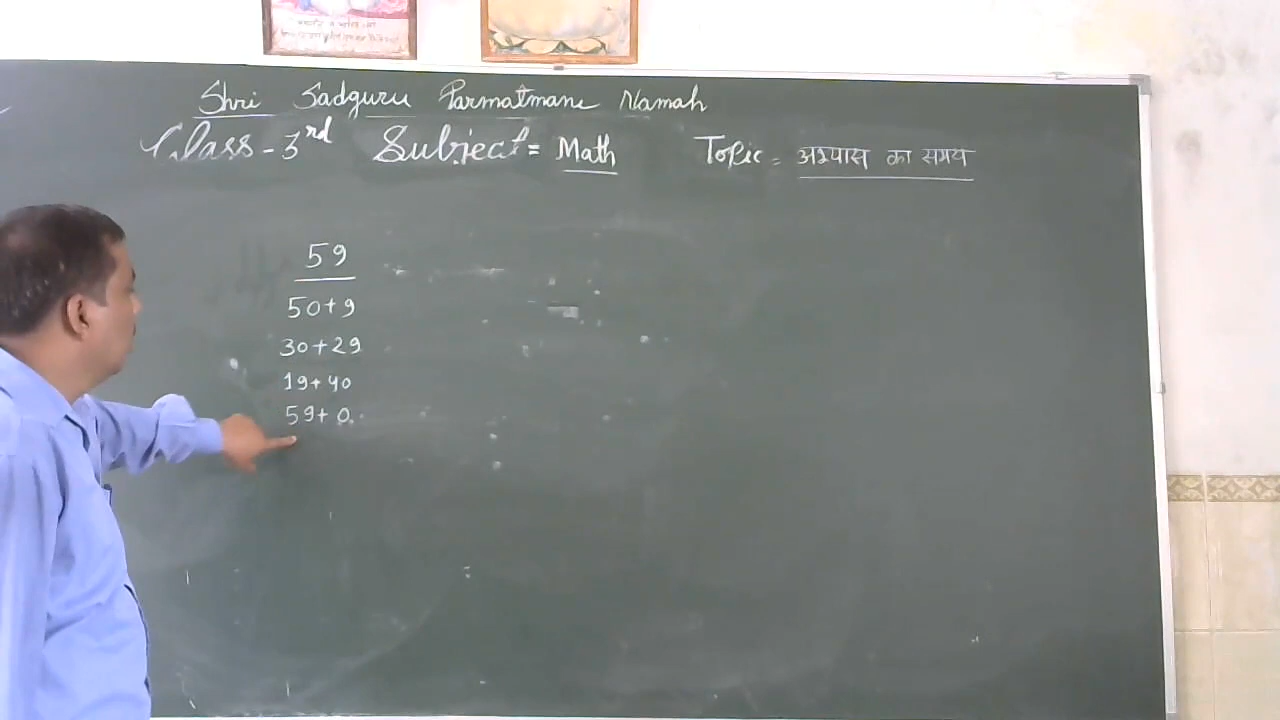 Shri Sadguru Parmatmane Namah
Class - 3rd Subject = Math Topic = अभ्यास का समय
59
50+9
30+29
19+40
59+0